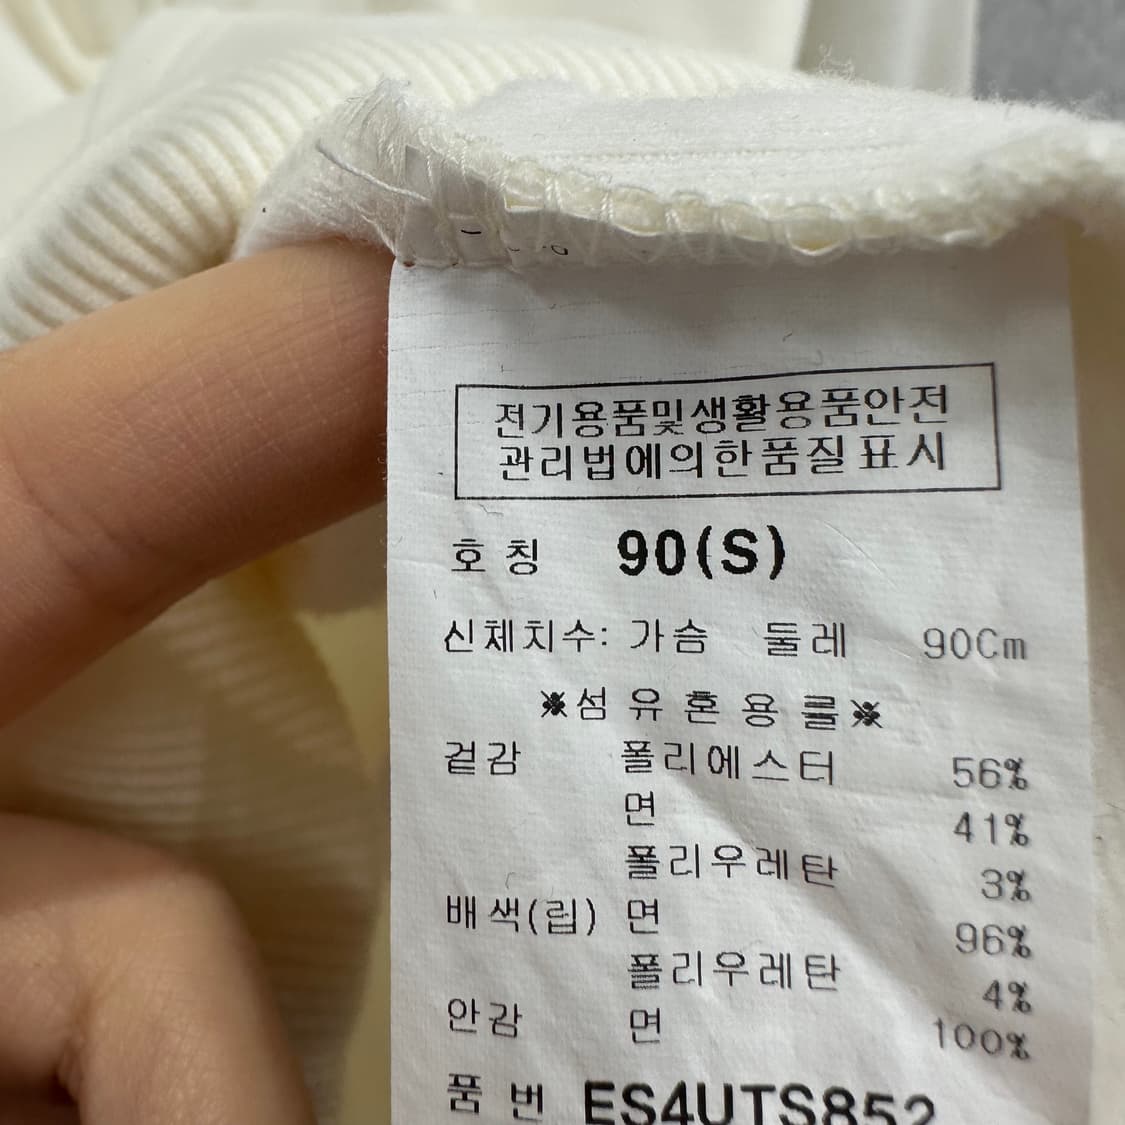 전기용품및생활용품안전
관리법에의한품질표시
호칭 90(S)
신체치수: 가슴 둘레 90Cm
※섬유혼용률※
겉감 폴리에스터 56%
면 41%
폴리우레탄 3%
배색(립) 면 96%
폴리우레탄 4%
안감 면 100%
품번 ES4UTS852